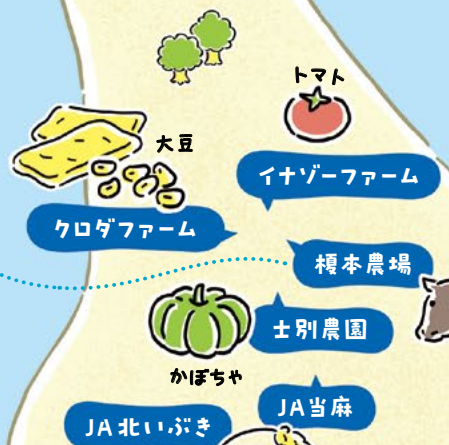 トマト
大豆
イナゾーファーム
クロダファーム
榎本農場
士別農園
かぼちゃ
JA当麻
JA北いぶき